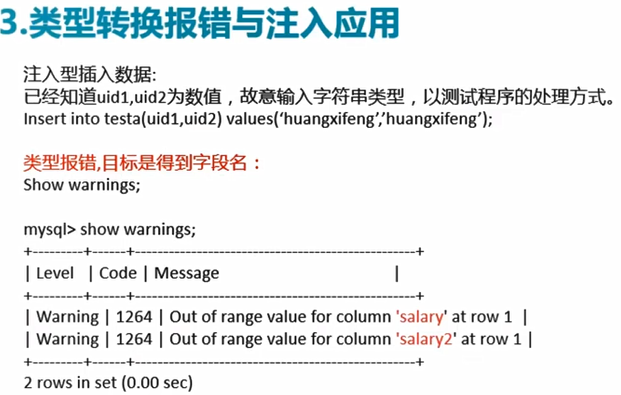 3.类型转换报错与注入应用
注入型插入数据:
已经知道uid1,uid2为数值，故意输入字符串类型，以测试程序的处理方式。
Insert into testa(uid1,uid2) values(‘huangxifeng’,’huangxifeng’);
类型报错,目标是得到字段名：
Show warnings;
mysql> show warnings;
+---------+------+-----------------------------------------------------+
| Level | Code | Message |
+---------+------+-----------------------------------------------------+
| Warning | 1264 | Out of range value for column 'salary' at row 1 |
| Warning | 1264 | Out of range value for column 'salary2' at row 1 |
+---------+------+-----------------------------------------------------+
2 rows in set (0.00 sec)